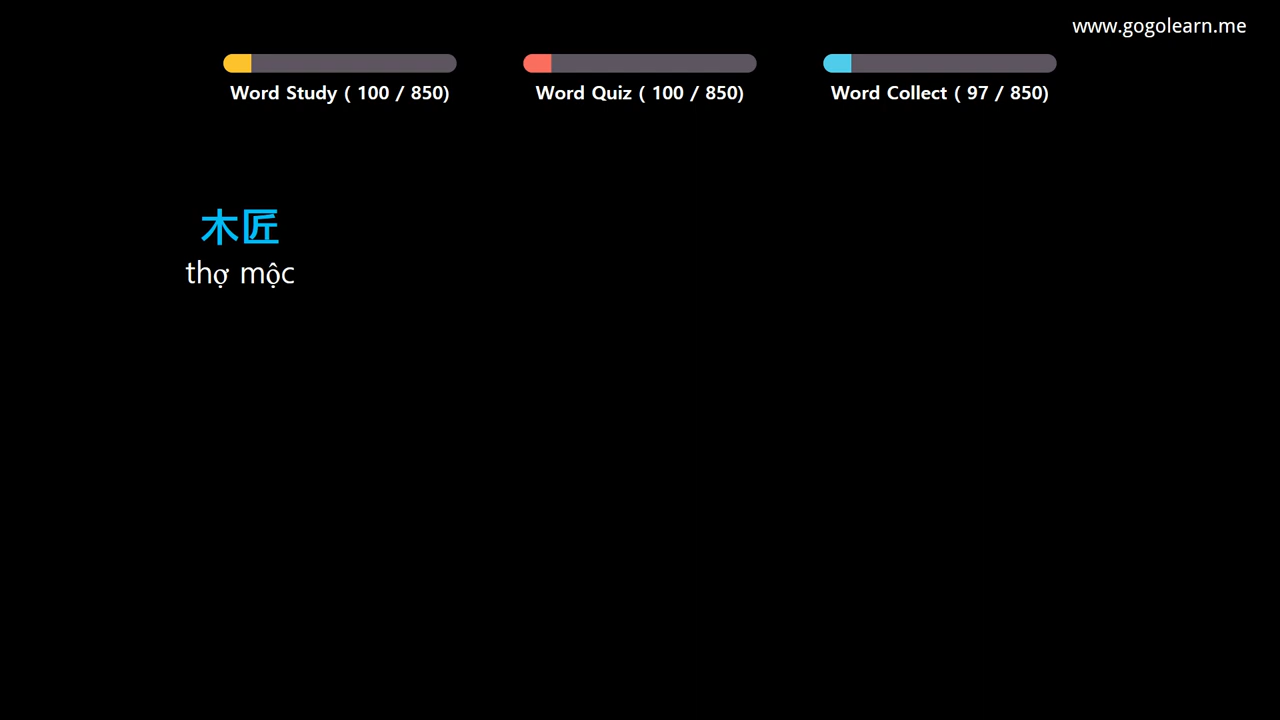 www.gogolearn.me
Word Study ( 100 / 850)
Word Quiz ( 100 / 850)
Word Collect ( 97 / 850)
木匠
thợ mộc